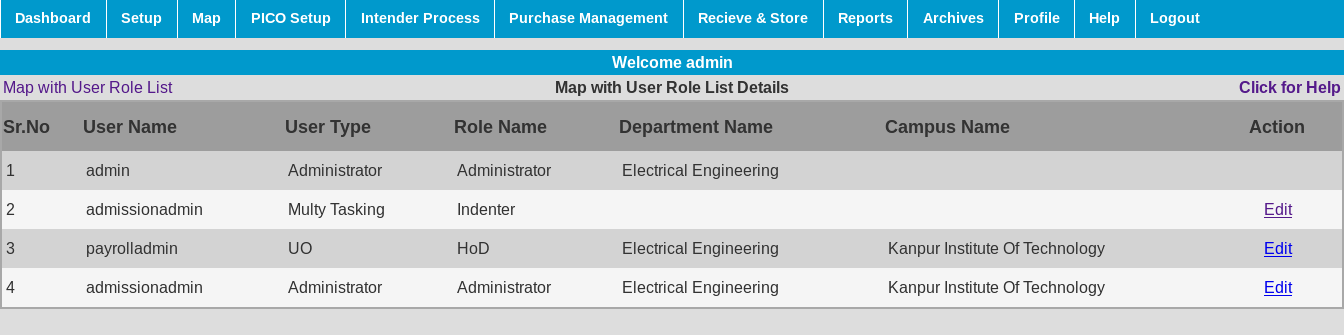 Dashboard Setup Map PICO Setup Intender Process Purchase Management Recieve & Store Reports Archives Profile Help Logout
Welcome admin
Map with User Role List Map with User Role List Details Click for Help
Sr.No User Name User Type Role Name Department Name Campus Name Action
1 admin Administrator Administrator Electrical Engineering
2 admissionadmin Multy Tasking Indenter Edit
3 payrolladmin UO HoD Electrical Engineering Kanpur Institute Of Technology Edit
4 admissionadmin Administrator Administrator Electrical Engineering Kanpur Institute Of Technology Edit